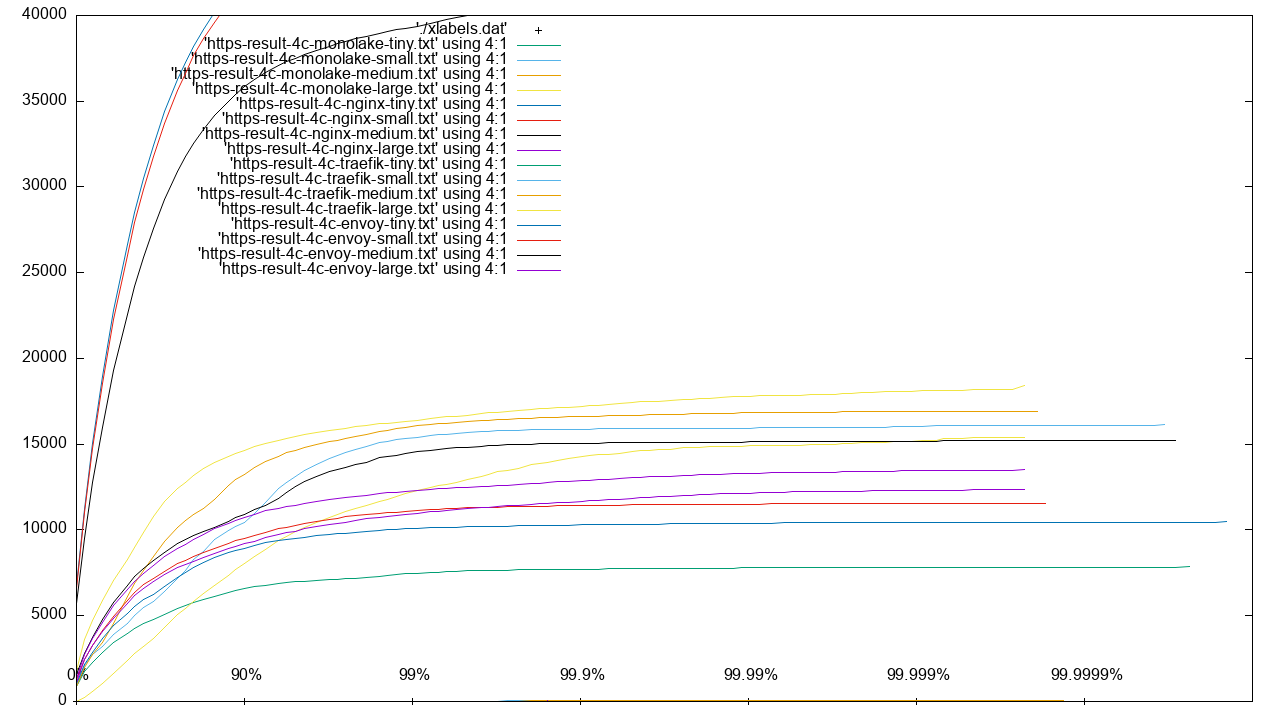 40000
35000
30000
25000
20000
15000
10000
5000
0
'./xlabels.dat'
'https-result-4c-monolake-tiny.txt' using 4:1
'https-result-4c-monolake-small.txt' using 4:1
'https-result-4c-monolake-medium.txt' using 4:1
'https-result-4c-monolake-large.txt' using 4:1
'https-result-4c-nginx-tiny.txt' using 4:1
'https-result-4c-nginx-small.txt' using 4:1
'https-result-4c-nginx-medium.txt' using 4:1
'https-result-4c-nginx-large.txt' using 4:1
'https-result-4c-traefik-tiny.txt' using 4:1
'https-result-4c-traefik-small.txt' using 4:1
'https-result-4c-traefik-medium.txt' using 4:1
'https-result-4c-traefik-large.txt' using 4:1
'https-result-4c-envoy-tiny.txt' using 4:1
'https-result-4c-envoy-small.txt' using 4:1
'https-result-4c-envoy-medium.txt' using 4:1
'https-result-4c-envoy-large.txt' using 4:1
0% 90% 99% 99.9% 99.99% 99.999% 99.9999%